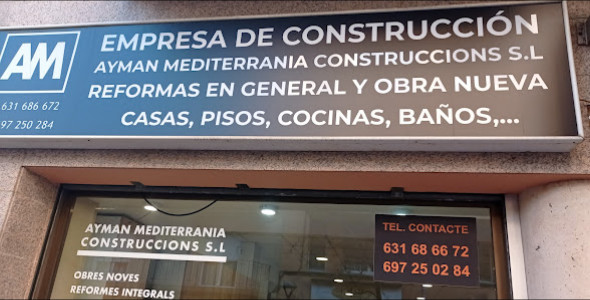 AM
631 686 672
97 250 284
EMPRESA DE CONSTRUCCIÓN
AYMAN MEDITERRANIA CONSTRUCCIONS S.L
REFORMAS EN GENERAL Y OBRA NUEVA
CASAS, PISOS, COCINAS, BAÑOS,...
AYMAN MEDITERRANIA
CONSTRUCCIONS S.L
OBRES NOVES
REFORMES INTEGRALS
TEL. CONTACTE
631 68 66 72
697 25 02 84